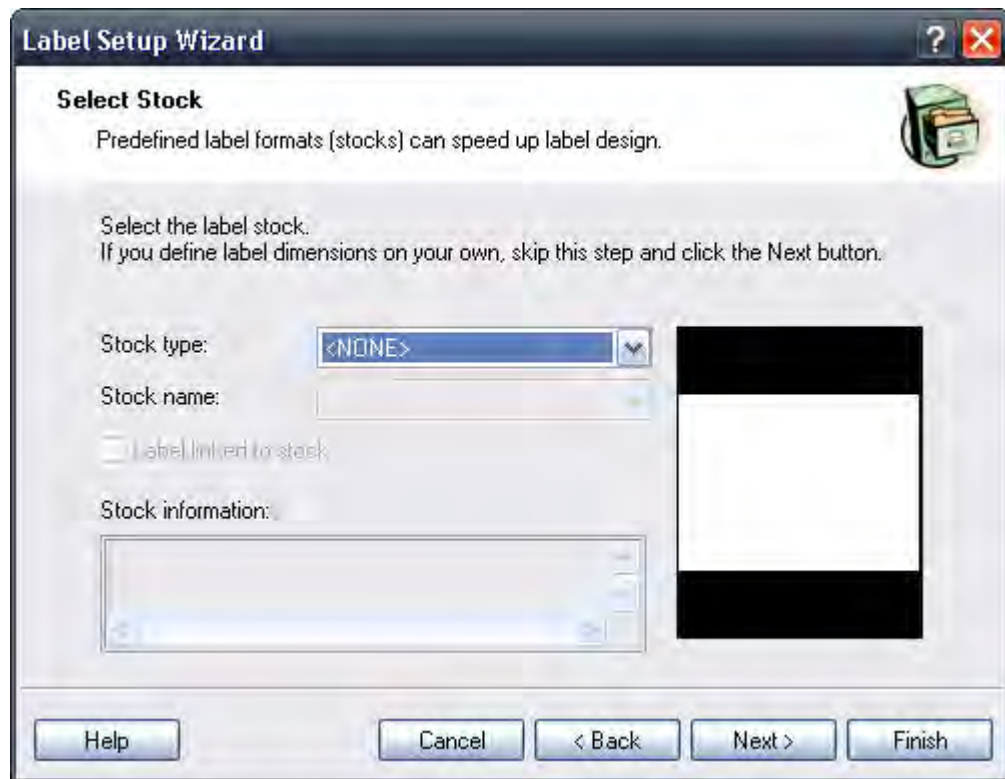 Label Setup Wizard
?
Select Stock
Predefined label formats (stocks) can speed up label design.
Select the label stock.
If you define label dimensions on your own, skip this step and click the Next button.
Stock type: <NONE>
Stock name:
Label linked to stock
Stock information:
Help Cancel < Back Next > Finish